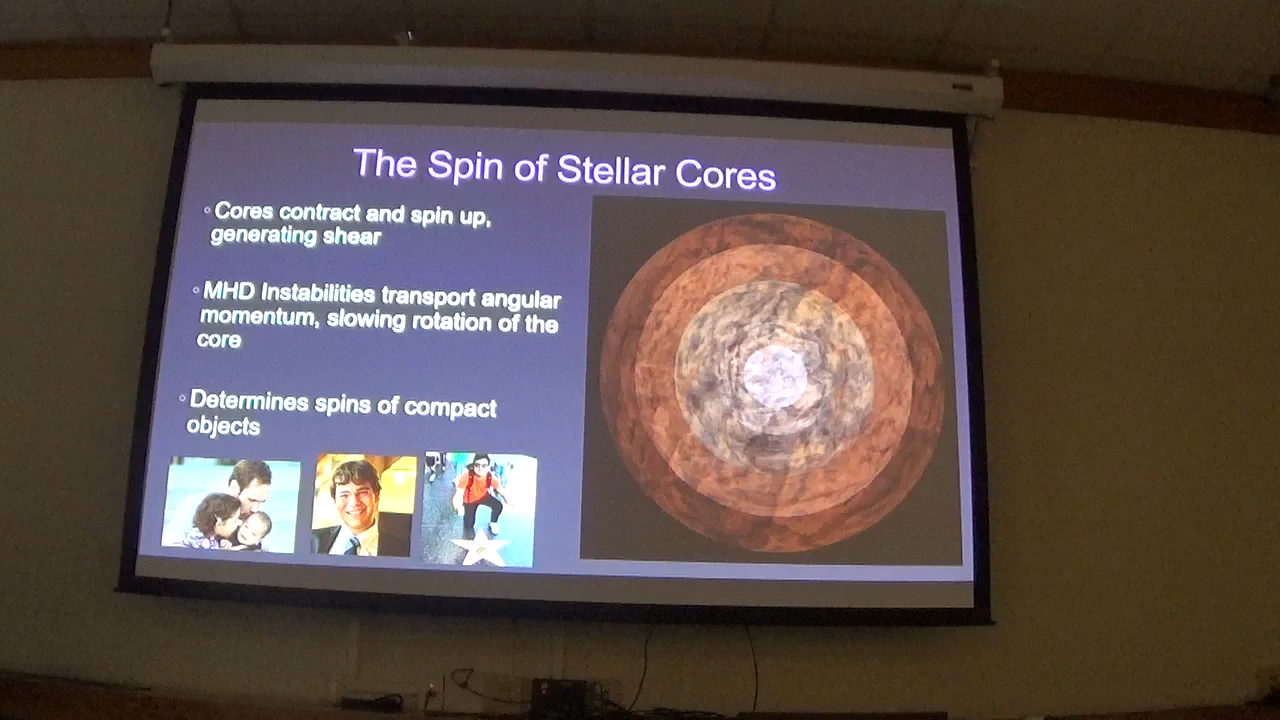 The Spin of Stellar Cores
Cores contract and spin up,
generating shear
MHD Instabilities transport angular
momentum, slowing rotation of the
core
Determines spins of compact
objects